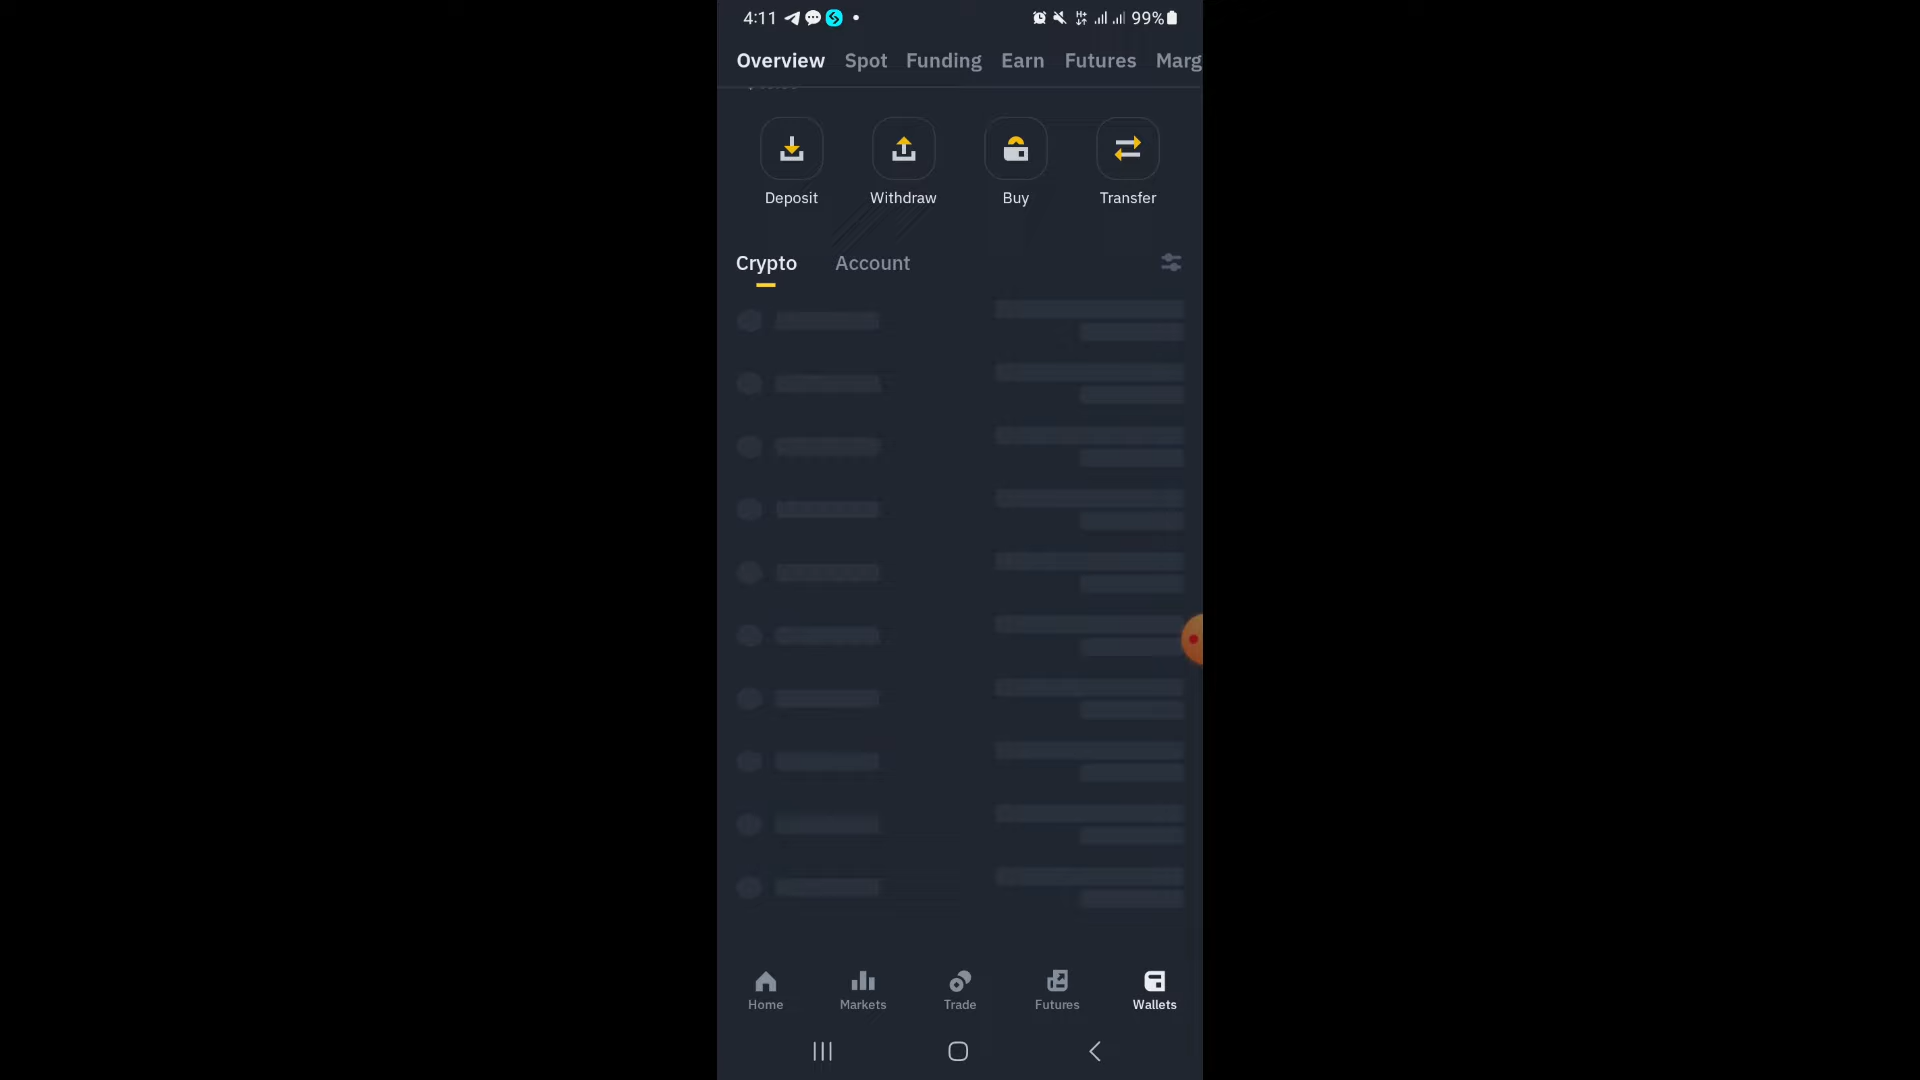 4:11 99%
Overview Spot Funding Earn Futures Marg
Deposit Withdraw Buy Transfer
Crypto Account
Home Markets Trade Futures Wallets